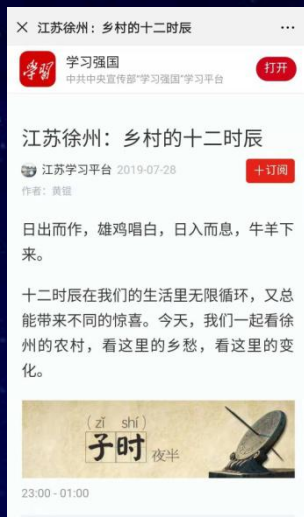 江苏徐州：乡村的十二时辰
学习强国
中共中央宣传部“学习强国”学习平台
打开
江苏徐州：乡村的十二时辰
江苏学习平台 2019-07-28
＋订阅
作者：黄锟
日出而作，雄鸡唱白，日入而息，牛羊下
来。
十二时辰在我们的生活里无限循环，又总
能带来不同的惊喜。今天，我们一起看徐
州的农村，看这里的乡愁，看这里的变
化。
(zǐ shí)
子时 夜半
23:00 - 01:00